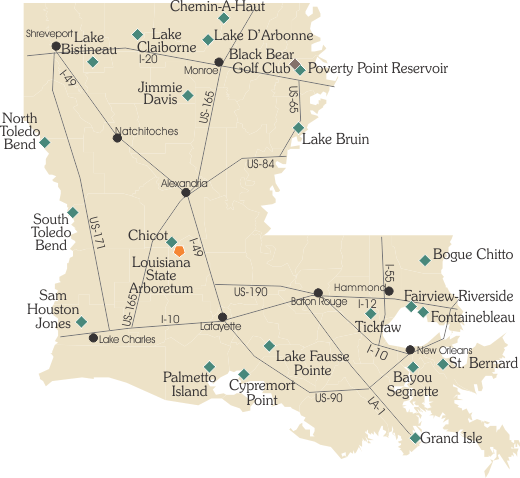 Chemin-A-Haut
Shreveport
Lake
Bistineau
Lake
Claiborne
Lake D'Arbonne
I-20
Monroe
Black Bear
Golf Club
Poverty Point Reservoir
I-49
Jimmie
Davis
US-165
US-65
North
Toledo
Bend
Natchitoches
Lake Bruin
US-84
Alexandria
South
Toledo
Bend
US-171
Chicot
I-49
Louisiana
State
Arboretum
US-165
Bogue Chitto
I-55
Hammond
US-190
Baton Rouge
I-12
Fairview-Riverside
Fontainebleau
Sam
Houston
Jones
I-10
Lafayette
Tickfaw
Lake Charles
I-10
New Orleans
Lake Fausse
Pointe
St. Bernard
Palmetto
Island
Cypremort
Point
Bayou
Segnette
US-90
LA-1
Grand Isle